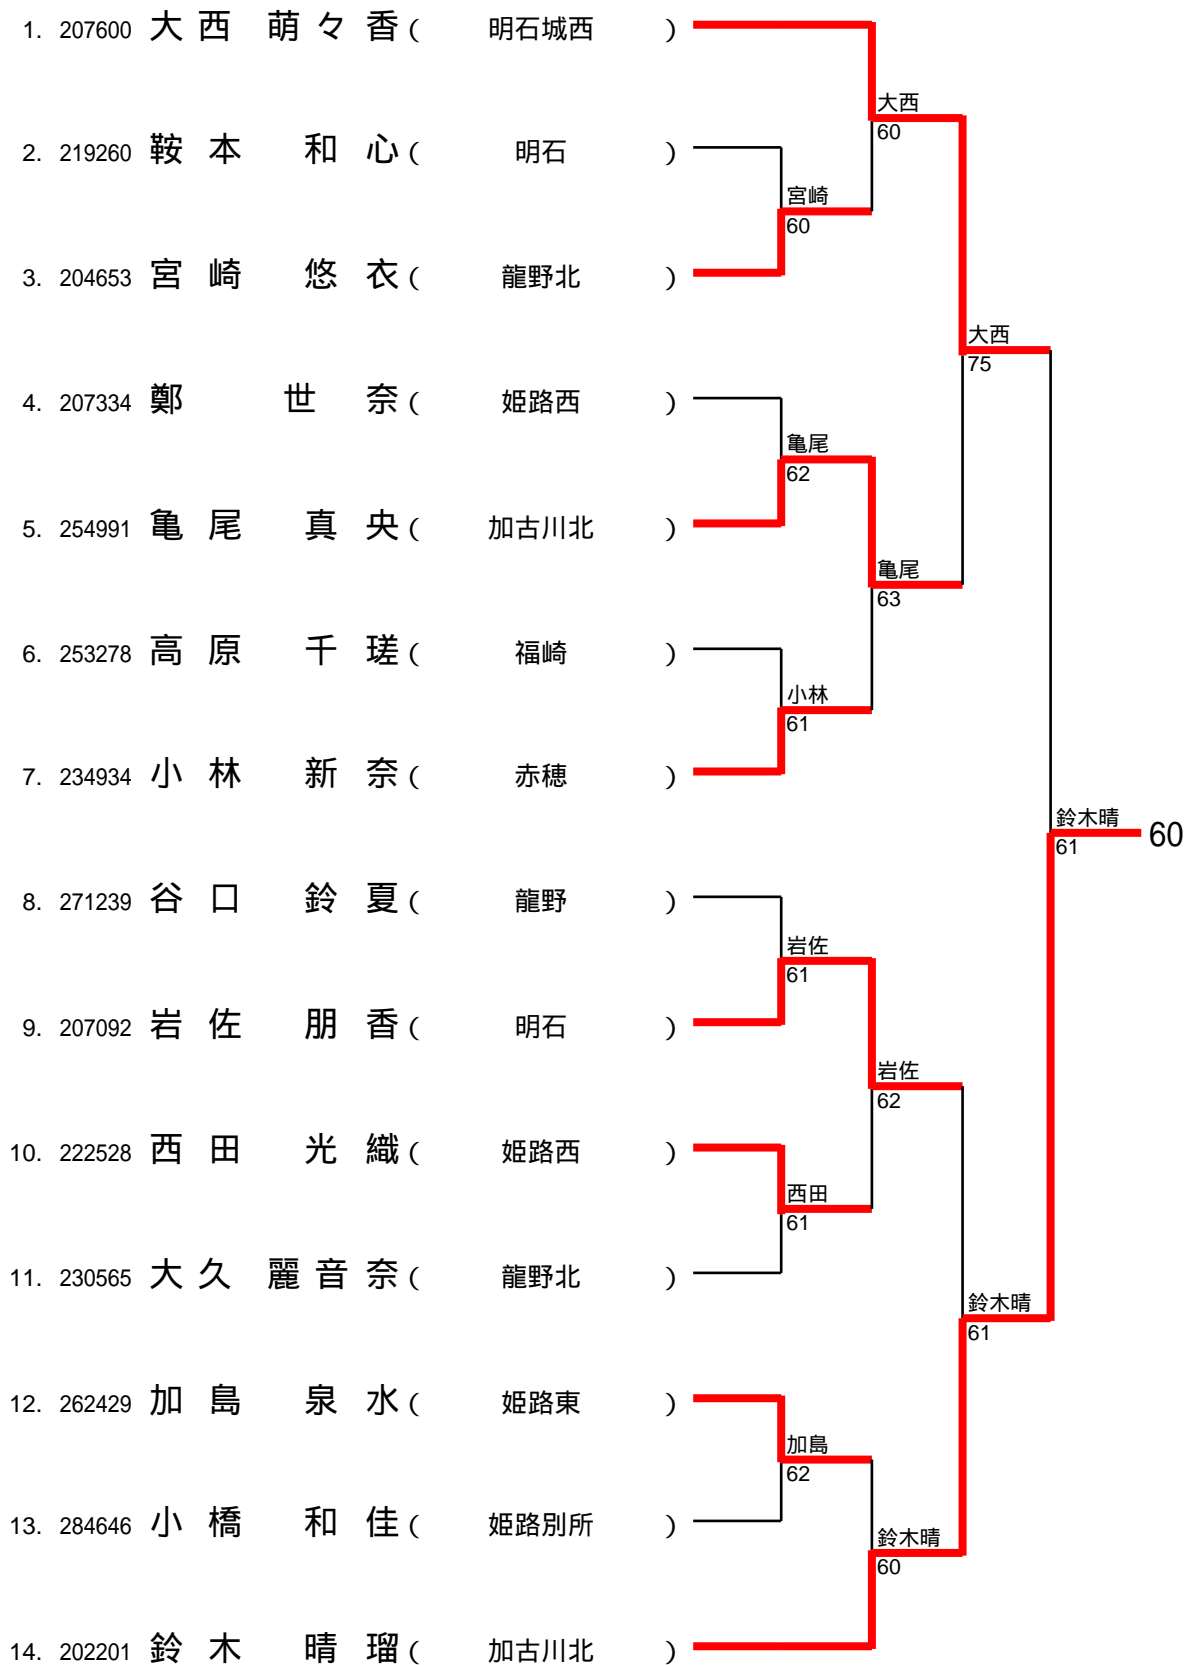 1. 207600 大西 萌々香 ( 明石城西 )
大西
60
2. 219260 鞍本 和心 ( 明石 )
宮崎
60
3. 204653 宮崎 悠衣 ( 龍野北 )
大西
75
4. 207334 鄭 世奈 ( 姫路西 )
亀尾
62
5. 254991 亀尾 真央 ( 加古川北 )
亀尾
63
6. 253278 高原 千瑳 ( 福崎 )
小林
61
7. 234934 小林 新奈 ( 赤穂 )
鈴木晴
61
60
8. 271239 谷口 鈴夏 ( 龍野 )
岩佐
61
9. 207092 岩佐 朋香 ( 明石 )
岩佐
62
10. 222528 西田 光織 ( 姫路西 )
西田
61
11. 230565 大久 麗音奈 ( 龍野北 )
鈴木晴
61
12. 262429 加島 泉水 ( 姫路東 )
加島
62
13. 284646 小橋 和佳 ( 姫路別所 )
鈴木晴
60
14. 202201 鈴木 晴瑠 ( 加古川北 )